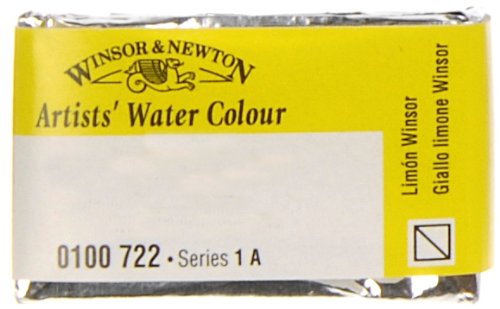 WINSOR & NEWTON
Artists' Water Colour
0100 722 • Series 1 A
Limón Winsor
Giallo limone Winsor